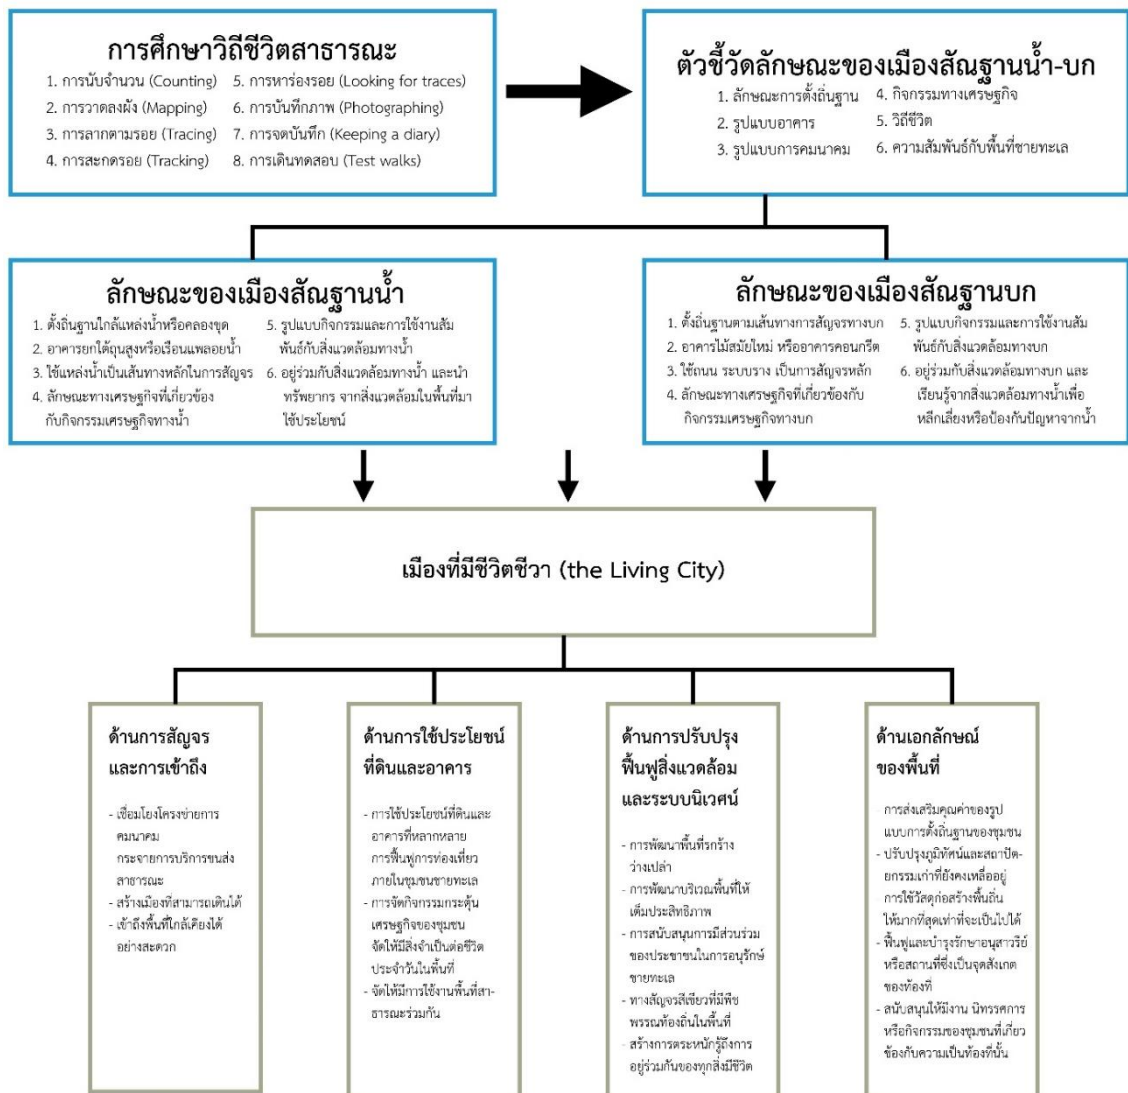 การศึกษาวิถีชีวิตสาธารณะ
1. การนับจำนวน (Counting)
2. การวาดลงผัง (Mapping)
3. การลากตามรอย (Tracing)
4. การสะกดรอย (Tracking)
5. การหาร่องรอย (Looking for traces)
6. การบันทึกภาพ (Photographing)
7. การจดบันทึก (Keeping a diary)
8. การเดินทดสอบ (Test walks)
ตัวชี้วัดลักษณะของเมืองสัณฐานน้ำ-บก
1. ลักษณะการตั้งถิ่นฐาน
2. รูปแบบอาคาร
3. รูปแบบการคมนาคม
4. กิจกรรมทางเศรษฐกิจ
5. วิถีชีวิต
6. ความสัมพันธ์กับพื้นที่ชายทะเล
ลักษณะของเมืองสัณฐานน้ำ
1. ตั้งถิ่นฐานใกล้แหล่งน้ำหรือคลองขุด
2. อาคารยกใต้ถุนสูงหรือเรือนแพลอยน้ำ
3. ใช้แหล่งน้ำเป็นเส้นทางหลักในการสัญจร
4. ลักษณะทางเศรษฐกิจที่เกี่ยวข้อง
กับกิจกรรมเศรษฐกิจทางน้ำ
5. รูปแบบกิจกรรมและการใช้งานสัม
พันธ์กับสิ่งแวดล้อมทางน้ำ
6. อยู่ร่วมกับสิ่งแวดล้อมทางน้ำ และนำ
ทรัพยากร จากสิ่งแวดล้อมในพื้นที่มา
ใช้ประโยชน์
ลักษณะของเมืองสัณฐานบก
1. ตั้งถิ่นฐานตามเส้นทางการสัญจรทางบก
2. อาคารไม้สมัยใหม่ หรืออาคารคอนกรีต
3. ใช้ถนน ระบบราง เป็นการสัญจรหลัก
4. ลักษณะทางเศรษฐกิจที่เกี่ยวข้องกับ
กิจกรรมเศรษฐกิจทางบก
5. รูปแบบกิจกรรมและการใช้งานสัม
พันธ์กับสิ่งแวดล้อมทางบก
6. อยู่ร่วมกับสิ่งแวดล้อมทางบก และ
เรียนรู้จากสิ่งแวดล้อมทางน้ำเพื่อ
หลีกเลี่ยงหรือป้องกันปัญหาจากน้ำ
เมืองที่มีชีวิตชีวา (the Living City)
ด้านการสัญจร
และการเข้าถึง
- เชื่อมโยงโครงข่ายการ
คมนาคม
กระจายการบริการขนส่ง
สาธารณะ
- สร้างเมืองที่สามารถเดินได้
- เข้าถึงพื้นที่ใกล้เคียงได้
อย่างสะดวก
ด้านการใช้ประโยชน์
ที่ดินและอาคาร
- การใช้ประโยชน์ที่ดินและ
อาคารที่หลากหลาย
การฟื้นฟูการท่องเที่ยว
ภายในชุมชนชายทะเล
- การจัดกิจกรรมกระตุ้น
เศรษฐกิจของชุมชน
จัดให้มีสิ่งจำเป็นต่อชีวิต
ประจำวันในพื้นที่
- จัดให้มีการใช้งานพื้นที่สา-
ธารณะร่วมกัน
ด้านการปรับปรุง
ฟื้นฟูสิ่งแวดล้อม
และระบบนิเวศน์
- การพัฒนาพื้นที่รกร้าง
ว่างเปล่า
- การพัฒนาบริเวณพื้นที่ให้
เต็มประสิทธิภาพ
- การสนับสนุนการมีส่วนร่วม
ของประชาชนในการอนุรักษ์
ชายทะเล
- ทางสัญจรสีเขียวที่มีพืช
พรรณท้องถิ่นในพื้นที่
- สร้างการตระหนักรู้ถึงการ
อยู่ร่วมกันของทุกสิ่งมีชีวิต
ด้านเอกลักษณ์
ของพื้นที่
- การส่งเสริมคุณค่าของรูป
แบบการตั้งถิ่นฐานของชุมชน
- ปรับปรุงภูมิทัศน์และสถาปัต-
ยกรรมเก่าที่ยังคงเหลืออยู่
การใช้วัสดุก่อสร้างพื้นถิ่น
ให้มากที่สุดเท่าที่จะเป็นไปได้
- ฟื้นฟูและบำรุงรักษาอนุสาวรีย์
หรือสถานที่ซึ่งเป็นจุดสังเกต
ของท้องที่
- สนับสนุนให้มีงาน นิทรรศการ
หรือกิจกรรมของชุมชนที่เกี่ยว
ข้องกับความเป็นท้องที่นั้น